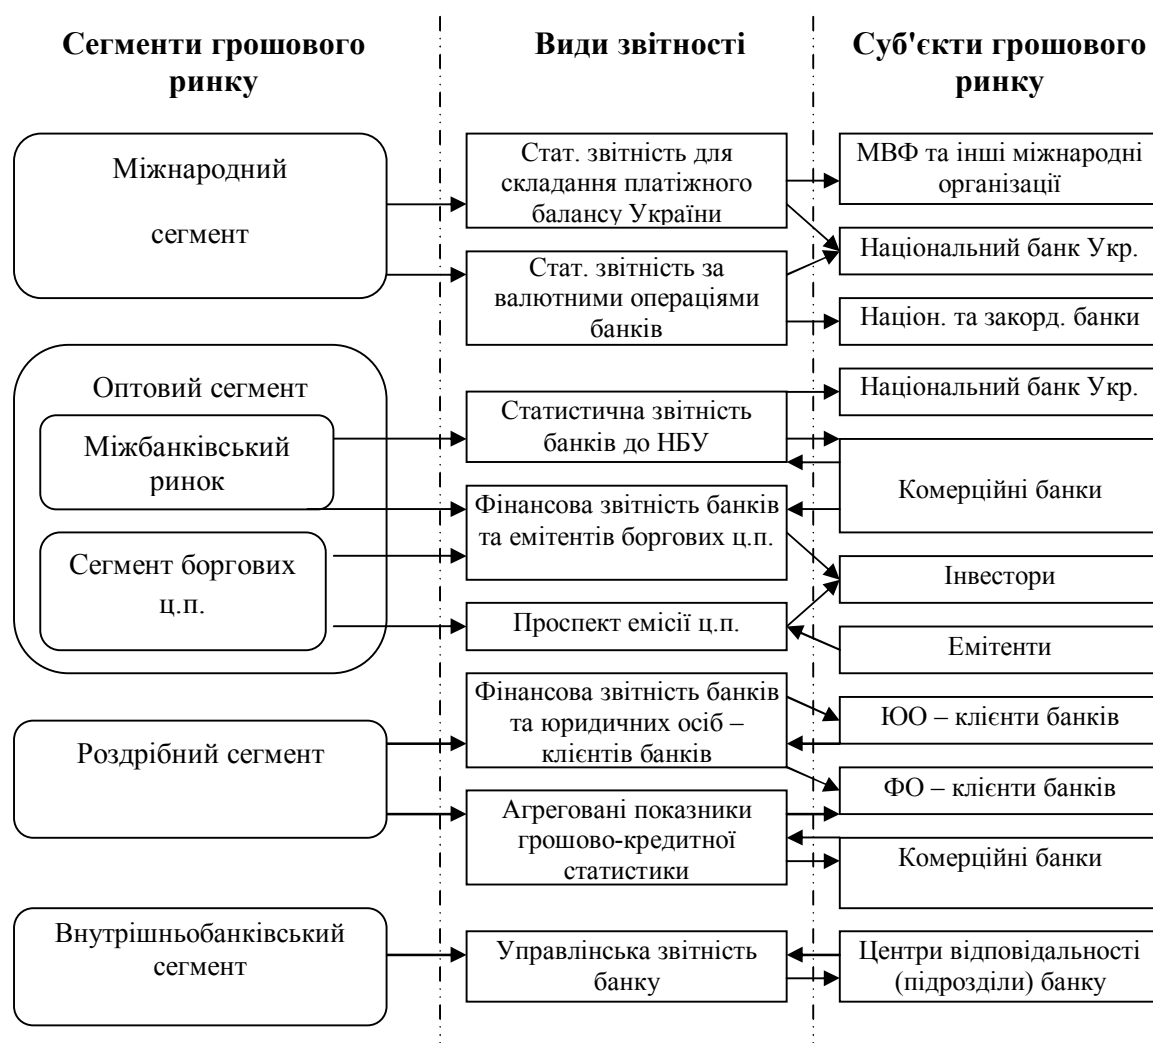 Сегменти грошового
ринку
Види звітності
Суб'єкти грошового
ринку
Міжнародний
сегмент
Стат. звітність для
складання платіжного
балансу України
МВФ та інші міжнародні
організації
Національний банк Укр.
Стат. звітність за
валютними операціями
банків
Націон. та закорд. банки
Оптовий сегмент
Міжбанківський
ринок
Сегмент боргових
ц.п.
Статистична звітність
банків до НБУ
Національний банк Укр.
Комерційні банки
Фінансова звітність банків
та емітентів боргових ц.п.
Інвестори
Проспект емісії ц.п.
Емітенти
Роздрібний сегмент
Фінансова звітність банків
та юридичних осіб –
клієнтів банків
ЮО – клієнти банків
ФО – клієнти банків
Агреговані показники
грошово-кредитної
статистики
Комерційні банки
Внутрішньобанківський
сегмент
Управлінська звітність
банку
Центри відповідальності
(підрозділи) банку